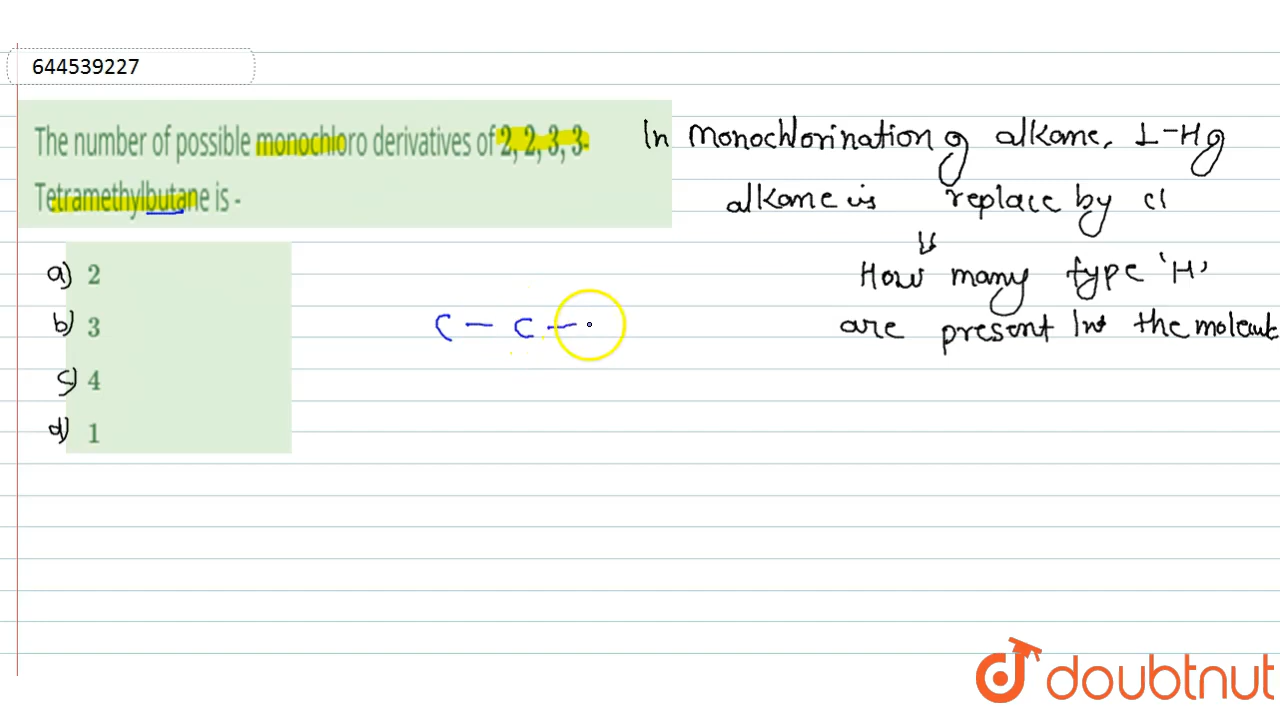 644539227
The number of possible monochloro derivatives of 2, 2, 3, 3-
Tetramethylbutane is -
a) 2
b) 3
c) 4
d) 1
In Monochlorination of alkane, 1-H of
alkane is replace by Cl
⇓
How many type 'H'
are present Int the molecule
C - C -
doubtnut